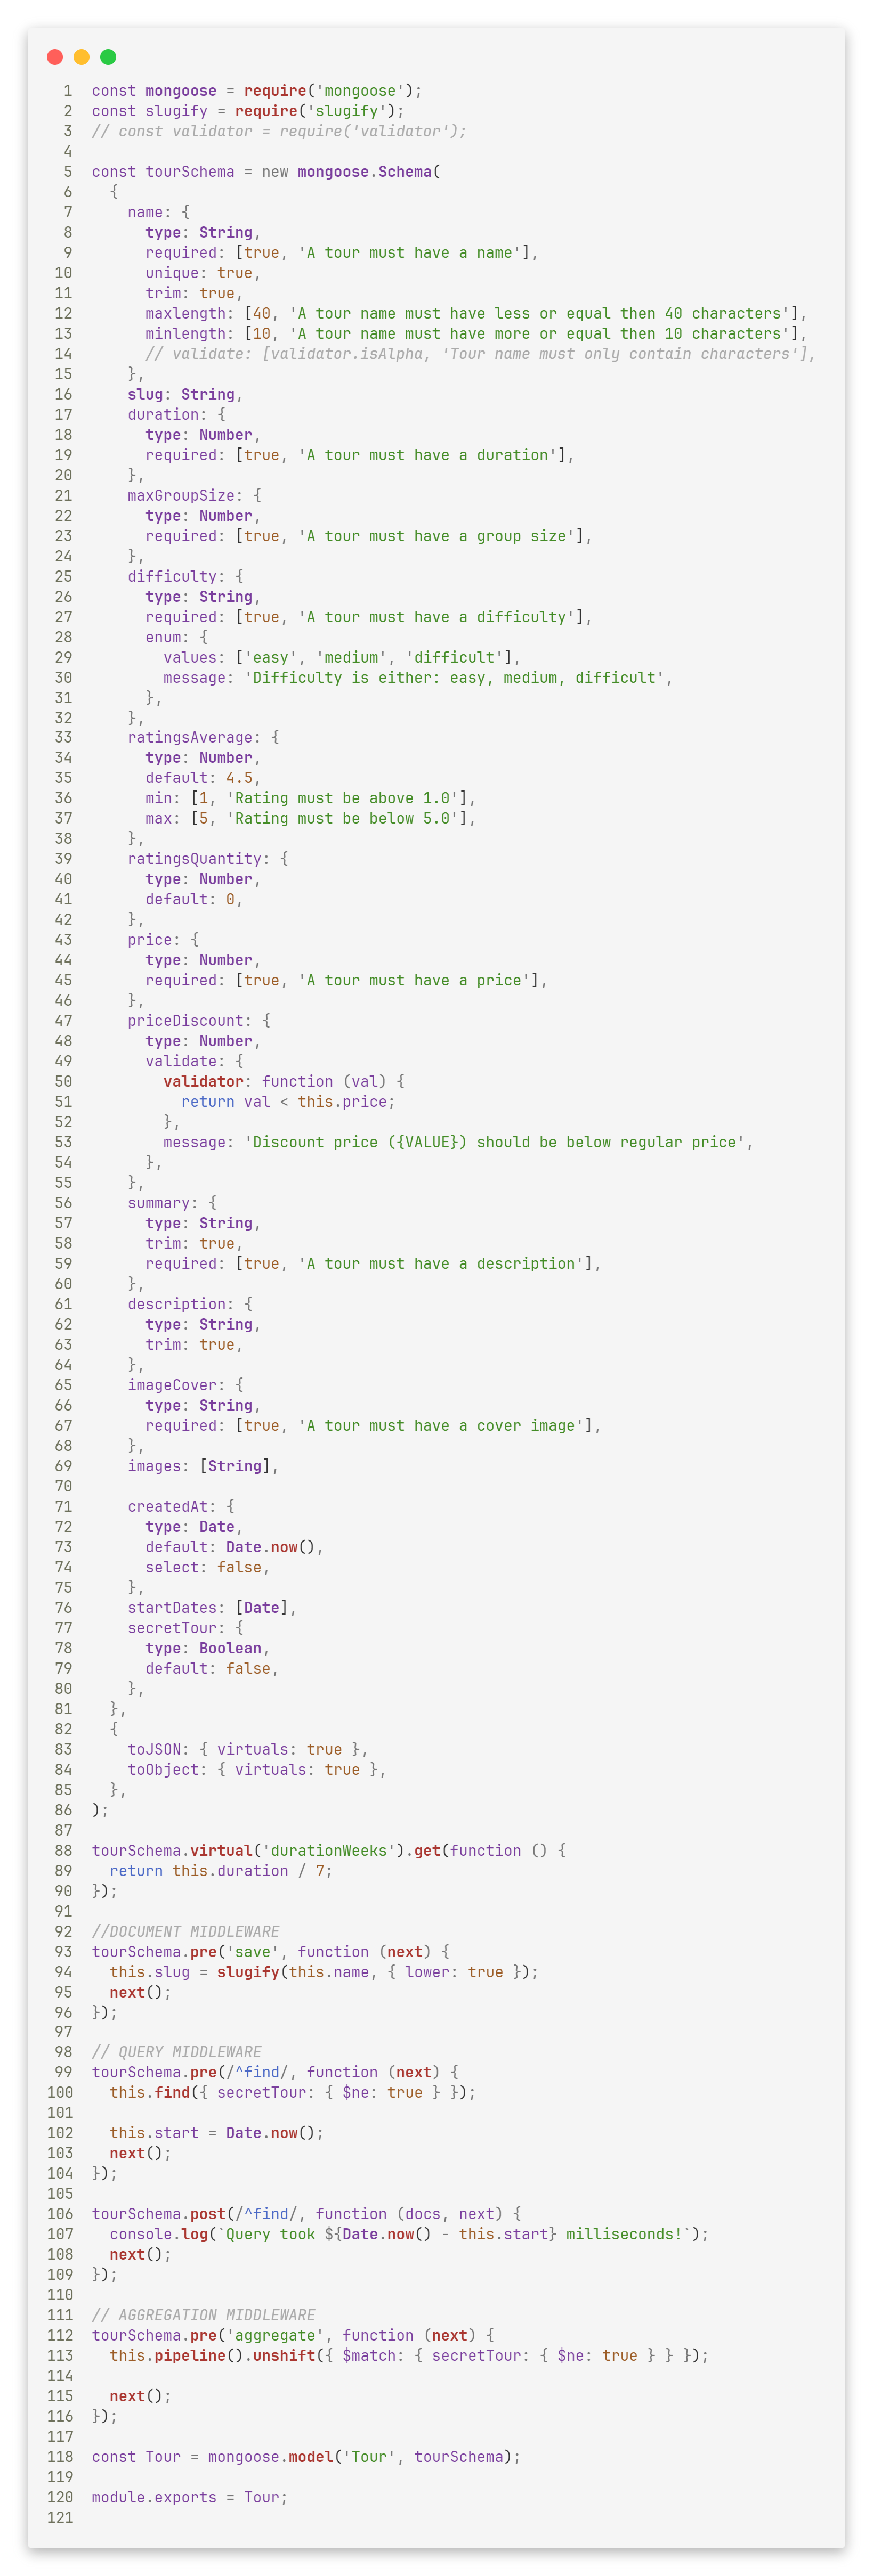 1 const mongoose = require('mongoose');
2 const slugify = require('slugify');
3 // const validator = require('validator');
4
5 const tourSchema = new mongoose.Schema(
6   {
7     name: {
8       type: String,
9       required: [true, 'A tour must have a name'],
10       unique: true,
11       trim: true,
12       maxlength: [40, 'A tour name must have less or equal then 40 characters'],
13       minlength: [10, 'A tour name must have more or equal then 10 characters'],
14       // validate: [validator.isAlpha, 'Tour name must only contain characters'],
15     },
16     slug: String,
17     duration: {
18       type: Number,
19       required: [true, 'A tour must have a duration'],
20     },
21     maxGroupSize: {
22       type: Number,
23       required: [true, 'A tour must have a group size'],
24     },
25     difficulty: {
26       type: String,
27       required: [true, 'A tour must have a difficulty'],
28       enum: {
29         values: ['easy', 'medium', 'difficult'],
30         message: 'Difficulty is either: easy, medium, difficult',
31       },
32     },
33     ratingsAverage: {
34       type: Number,
35       default: 4.5,
36       min: [1, 'Rating must be above 1.0'],
37       max: [5, 'Rating must be below 5.0'],
38     },
39     ratingsQuantity: {
40       type: Number,
41       default: 0,
42     },
43     price: {
44       type: Number,
45       required: [true, 'A tour must have a price'],
46     },
47     priceDiscount: {
48       type: Number,
49       validate: {
50         validator: function (val) {
51           return val < this.price;
52         },
53         message: 'Discount price ({VALUE}) should be below regular price',
54       },
55     },
56     summary: {
57       type: String,
58       trim: true,
59       required: [true, 'A tour must have a description'],
60     },
61     description: {
62       type: String,
63       trim: true,
64     },
65     imageCover: {
66       type: String,
67       required: [true, 'A tour must have a cover image'],
68     },
69     images: [String],
70
71     createdAt: {
72       type: Date,
73       default: Date.now(),
74       select: false,
75     },
76     startDates: [Date],
77     secretTour: {
78       type: Boolean,
79       default: false,
80     },
81   },
82   {
83     toJSON: { virtuals: true },
84     toObject: { virtuals: true },
85   },
86 );
87
88 tourSchema.virtual('durationWeeks').get(function () {
89   return this.duration / 7;
90 });
91
92 //DOCUMENT MIDDLEWARE
93 tourSchema.pre('save', function (next) {
94   this.slug = slugify(this.name, { lower: true });
95   next();
96 });
97
98 // QUERY MIDDLEWARE
99 tourSchema.pre(/^find/, function (next) {
100   this.find({ secretTour: { $ne: true } });
101
102   this.start = Date.now();
103   next();
104 });
105
106 tourSchema.post(/^find/, function (docs, next) {
107   console.log(`Query took ${Date.now() - this.start} milliseconds!`);
108   next();
109 });
110
111 // AGGREGATION MIDDLEWARE
112 tourSchema.pre('aggregate', function (next) {
113   this.pipeline().unshift({ $match: { secretTour: { $ne: true } } });
114
115   next();
116 });
117
118 const Tour = mongoose.model('Tour', tourSchema);
119
120 module.exports = Tour;
121